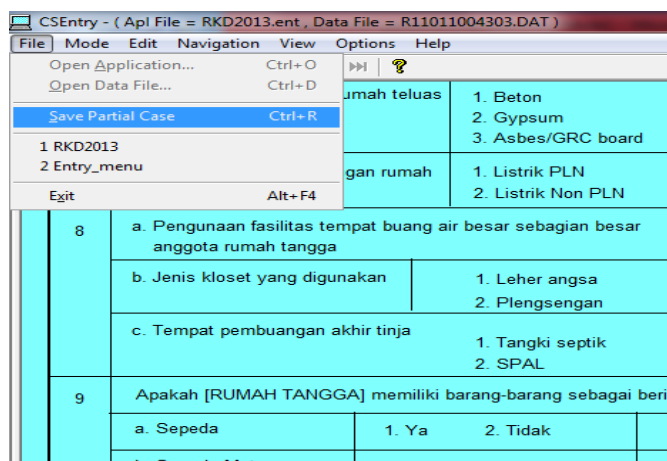 CSEntry - ( Apl File = RKD2013.ent , Data File = R11011004303.DAT )
File Mode Edit Navigation View Options Help
Open Application... Ctrl+O
Open Data File... Ctrl+D
Save Partial Case Ctrl+R
1 RKD2013
2 Entry_menu
Exit Alt+F4
umah teluas
1. Beton
2. Gypsum
3. Asbes/GRC board
gan rumah
1. Listrik PLN
2. Listrik Non PLN
8 a. Pengunaan fasilitas tempat buang air besar sebagian besar
anggota rumah tangga
b. Jenis kloset yang digunakan
1. Leher angsa
2. Plengsengan
c. Tempat pembuangan akhir tinja
1. Tangki septik
2. SPAL
9 Apakah [RUMAH TANGGA] memiliki barang-barang sebagai beri
a. Sepeda 1. Ya 2. Tidak